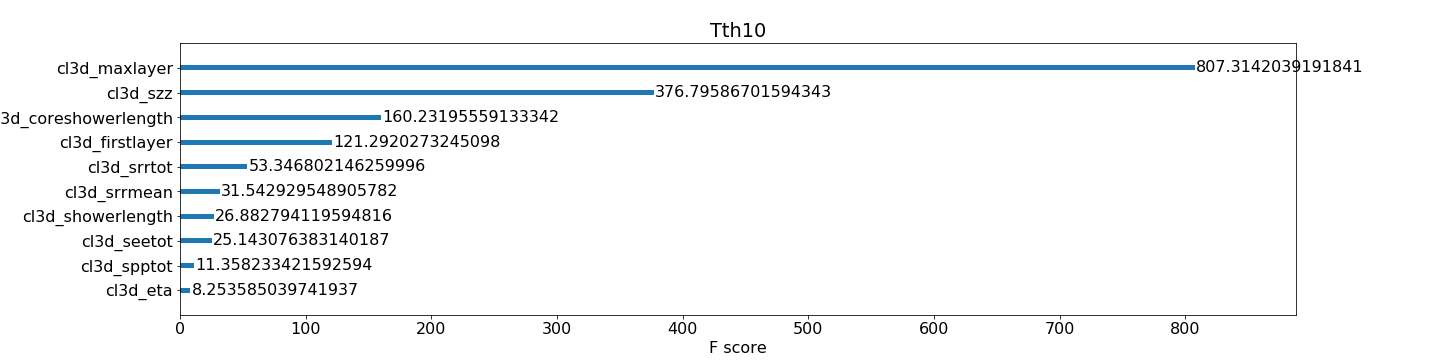 Tth10
cl3d_maxlayer 807.3142039191841
cl3d_szz 376.79586701594343
3d_coreshowerlength 160.23195559133342
cl3d_firstlayer 121.2920273245098
cl3d_srrtot 53.346802146259996
cl3d_srrmean 31.542929548905782
cl3d_showerlength 26.882794119594816
cl3d_seetot 25.143076383140187
cl3d_spptot 11.358233421592594
cl3d_eta 8.253585039741937
0 100 200 300 400 500 600 700 800
F score